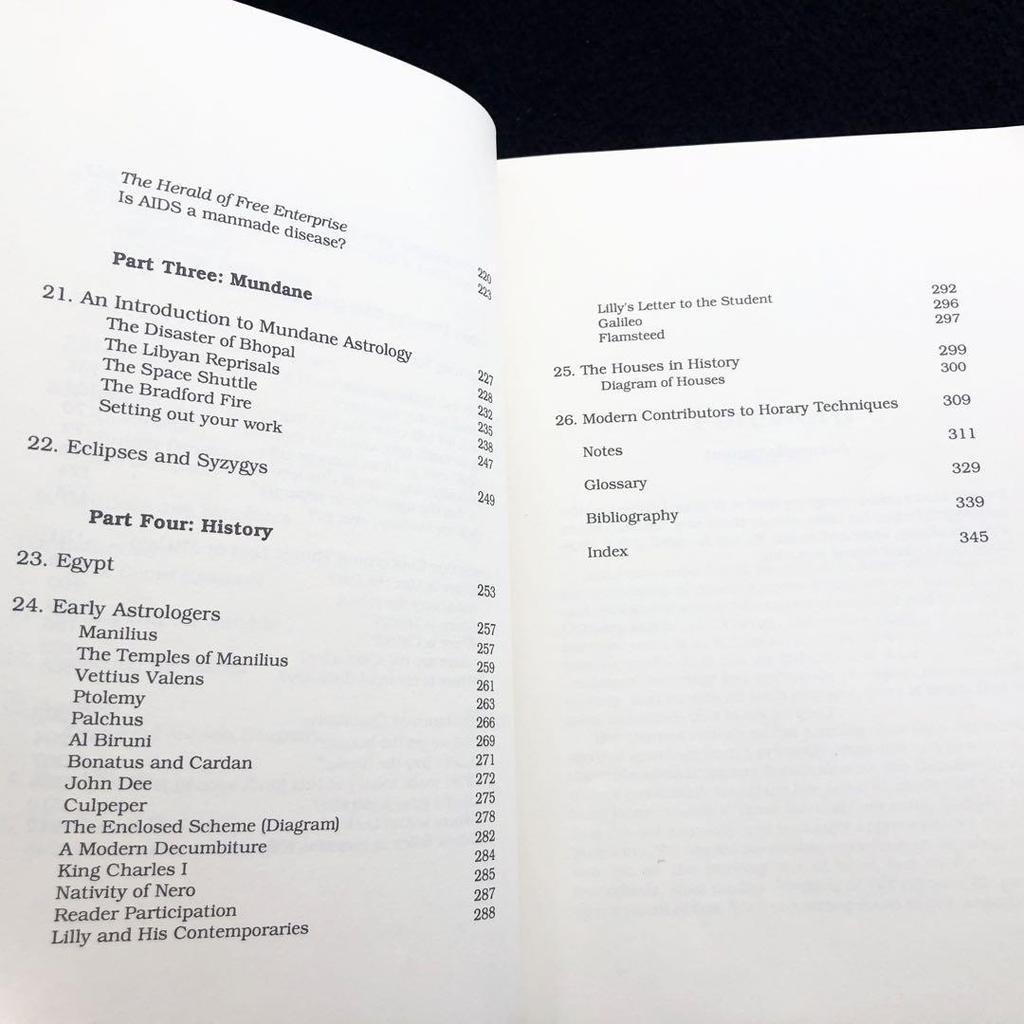 The Herald of Free Enterprise 220
Is AIDS a manmade disease? 223
Part Three: Mundane
21. An Introduction to Mundane Astrology 227
The Disaster of Bhopal 228
The Libyan Reprisals 232
The Space Shuttle 235
The Bradford Fire 238
Setting out your work 247
22. Eclipses and Syzygys 249
Part Four: History
23. Egypt 253
24. Early Astrologers 257
Manilius 257
The Temples of Manilius 259
Vettius Valens 261
Ptolemy 263
Palchus 266
Al Biruni 269
Bonatus and Cardan 271
John Dee 272
Culpeper 275
The Enclosed Scheme (Diagram) 278
A Modern Decumbiture 282
King Charles I 284
Nativity of Nero 285
Reader Participation 287
Lilly and His Contemporaries 288
Lilly's Letter to the Student 292
Galileo 296
Flamsteed 297
25. The Houses in History 299
Diagram of Houses 300
26. Modern Contributors to Horary Techniques 309
Notes 311
Glossary 329
Bibliography 339
Index 345